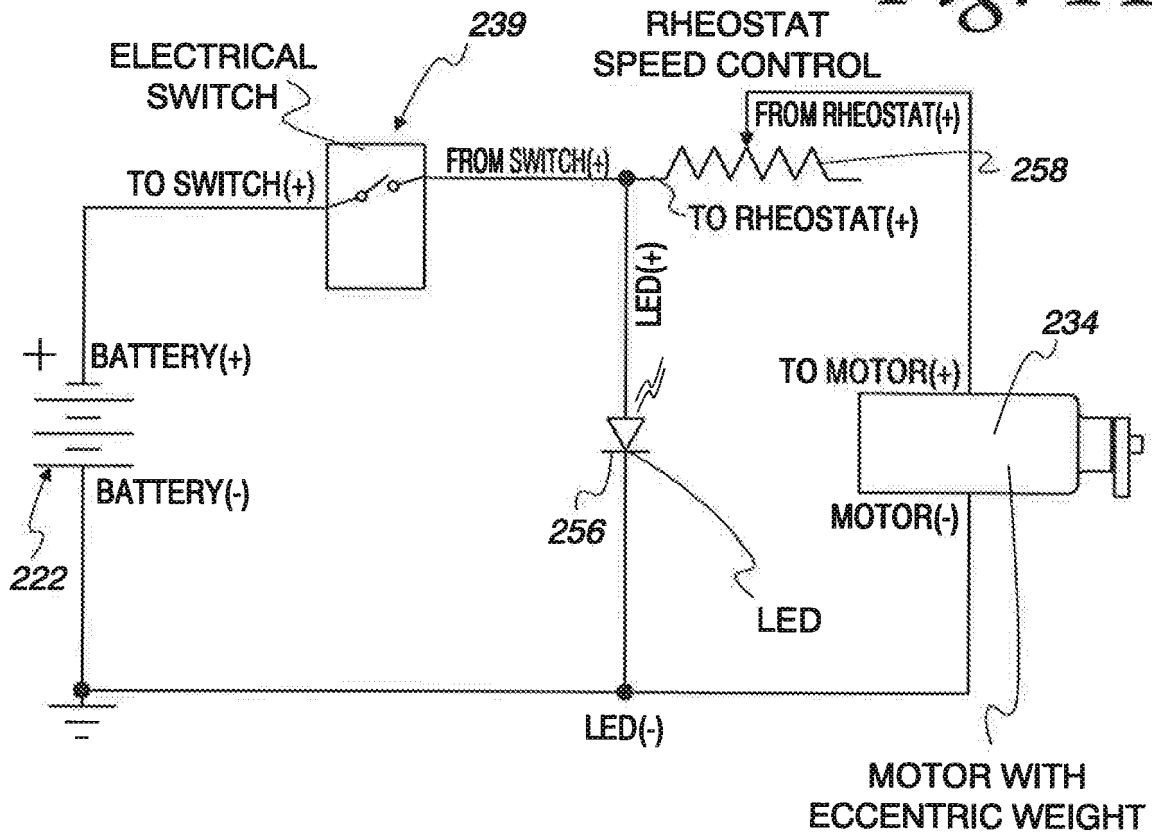 239
ELECTRICAL
SWITCH
RHEOSTAT
SPEED CONTROL
FROM RHEOSTAT(+)
FROM SWITCH(+)
258
TO SWITCH(+)
TO RHEOSTAT(+)
LED(+)
234
BATTERY(+)
+
TO MOTOR(+)
BATTERY(-)
MOTOR(-)
256
222
LED
LED(-)
MOTOR WITH
ECCENTRIC WEIGHT